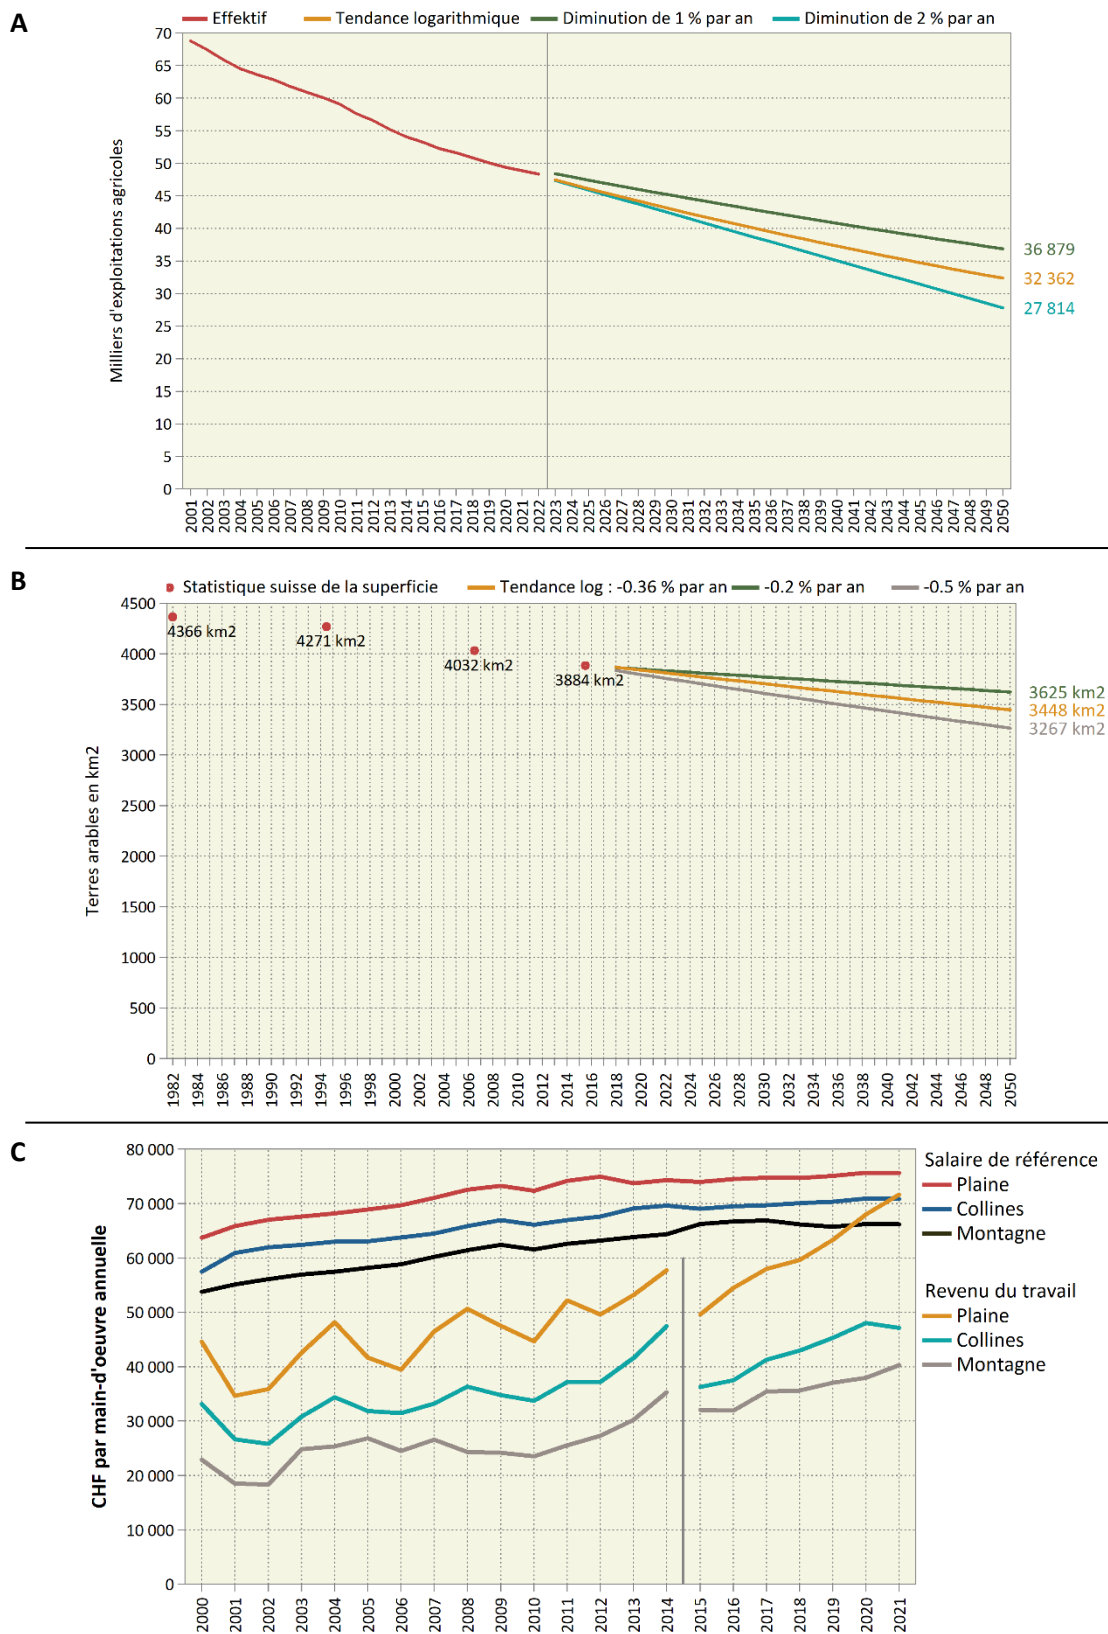 A
Effektif Tendance logarithmique Diminution de 1 % par an Diminution de 2 % par an
Milliers d'exploitations agricoles
70
65
60
55
50
45
40
35
30
25
20
15
10
5
0
36 879
32 362
27 814
2001 2002 2003 2004 2005 2006 2007 2008 2009 2010 2011 2012 2013 2014 2015 2016 2017 2018 2019 2020 2021 2022 2023 2024 2025 2026 2027 2028 2029 2030 2031 2032 2033 2034 2035 2036 2037 2038 2039 2040 2041 2042 2043 2044 2045 2046 2047 2048 2049 2050
B
Statistique suisse de la superficie Tendance log : -0.36 % par an -0.2 % par an -0.5 % par an
Terres arables en km2
4500
4000
3500
3000
2500
2000
1500
1000
500
0
4366 km2
4271 km2
4032 km2
3884 km2
3625 km2
3448 km2
3267 km2
1982 1984 1986 1988 1990 1992 1994 1996 1998 2000 2002 2004 2006 2008 2010 2012 2014 2016 2018 2020 2022 2024 2026 2028 2030 2032 2034 2036 2038 2040 2042 2044 2046 2048 2050
C
CHF par main-d'oeuvre annuelle
80 000
70 000
60 000
50 000
40 000
30 000
20 000
10 000
0
Salaire de référence
Plaine
Collines
Montagne
Revenu du travail
Plaine
Collines
Montagne
2000 2001 2002 2003 2004 2005 2006 2007 2008 2009 2010 2011 2012 2013 2014 2015 2016 2017 2018 2019 2020 2021